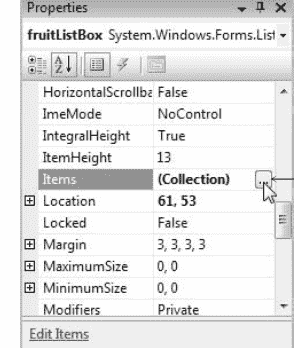 Properties
fruitListBox System.Windows.Forms.List
HorizontalScrollba False
ImeMode NoControl
IntegralHeight True
ItemHeight 13
Items (Collection) ...
Location 61, 53
Locked False
Margin 3, 3, 3, 3
MaximumSize 0, 0
MinimumSize 0, 0
Modifiers Private
Edit Items